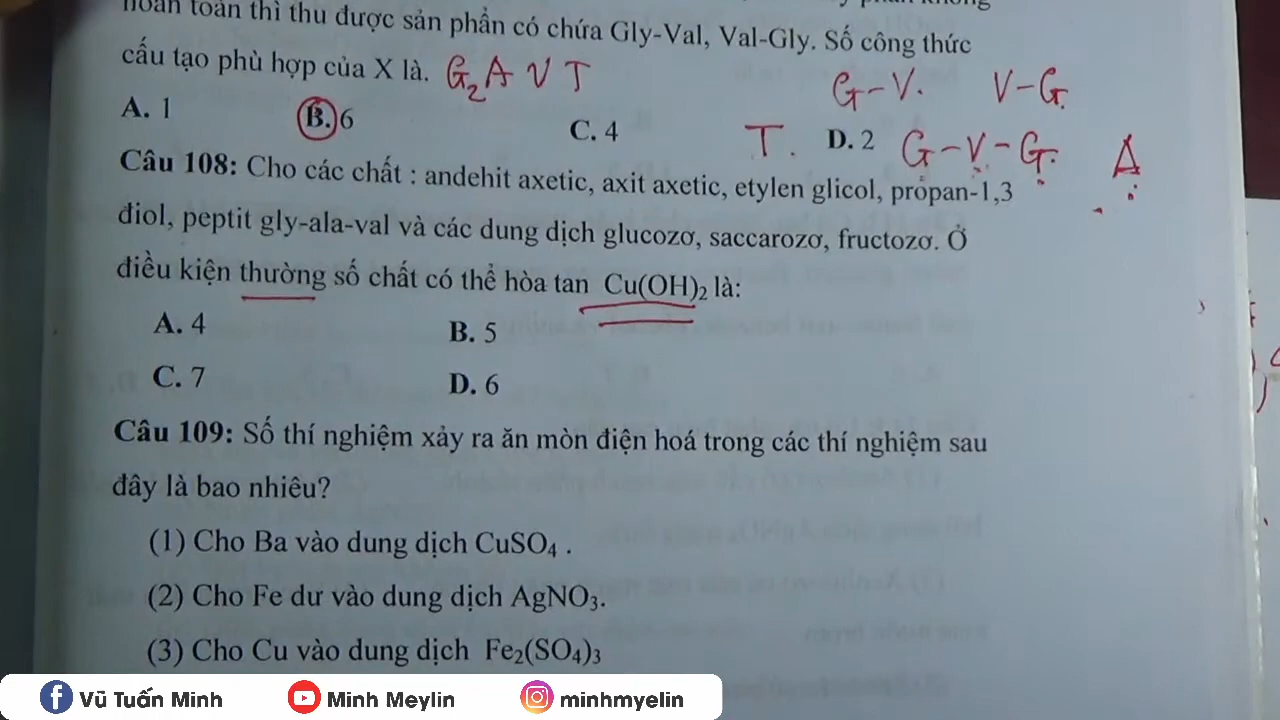 toàn thì thu được sản phẩn có chứa Gly-Val, Val-Gly. Số công thức
cấu tạo phù hợp của X là. G₂ A V T G-V. V-G.
A. 1 B. 6 C. 4 T. D. 2 G-V-G. A
Câu 108: Cho các chất : andehit axetic, axit axetic, etylen glicol, propan-1,3
điol, peptit gly-ala-val và các dung dịch glucozơ, saccarozơ, fructozơ. Ở
điều kiện thường số chất có thể hòa tan Cu(OH)₂ là:
A. 4 B. 5
C. 7 D. 6
Câu 109: Số thí nghiệm xảy ra ăn mòn điện hoá trong các thí nghiệm sau
đây là bao nhiêu?
(1) Cho Ba vào dung dịch CuSO₄ .
(2) Cho Fe dư vào dung dịch AgNO₃.
(3) Cho Cu vào dung dịch Fe₂(SO₄)₃
Vũ Tuấn Minh Minh Meylin minhmyelin